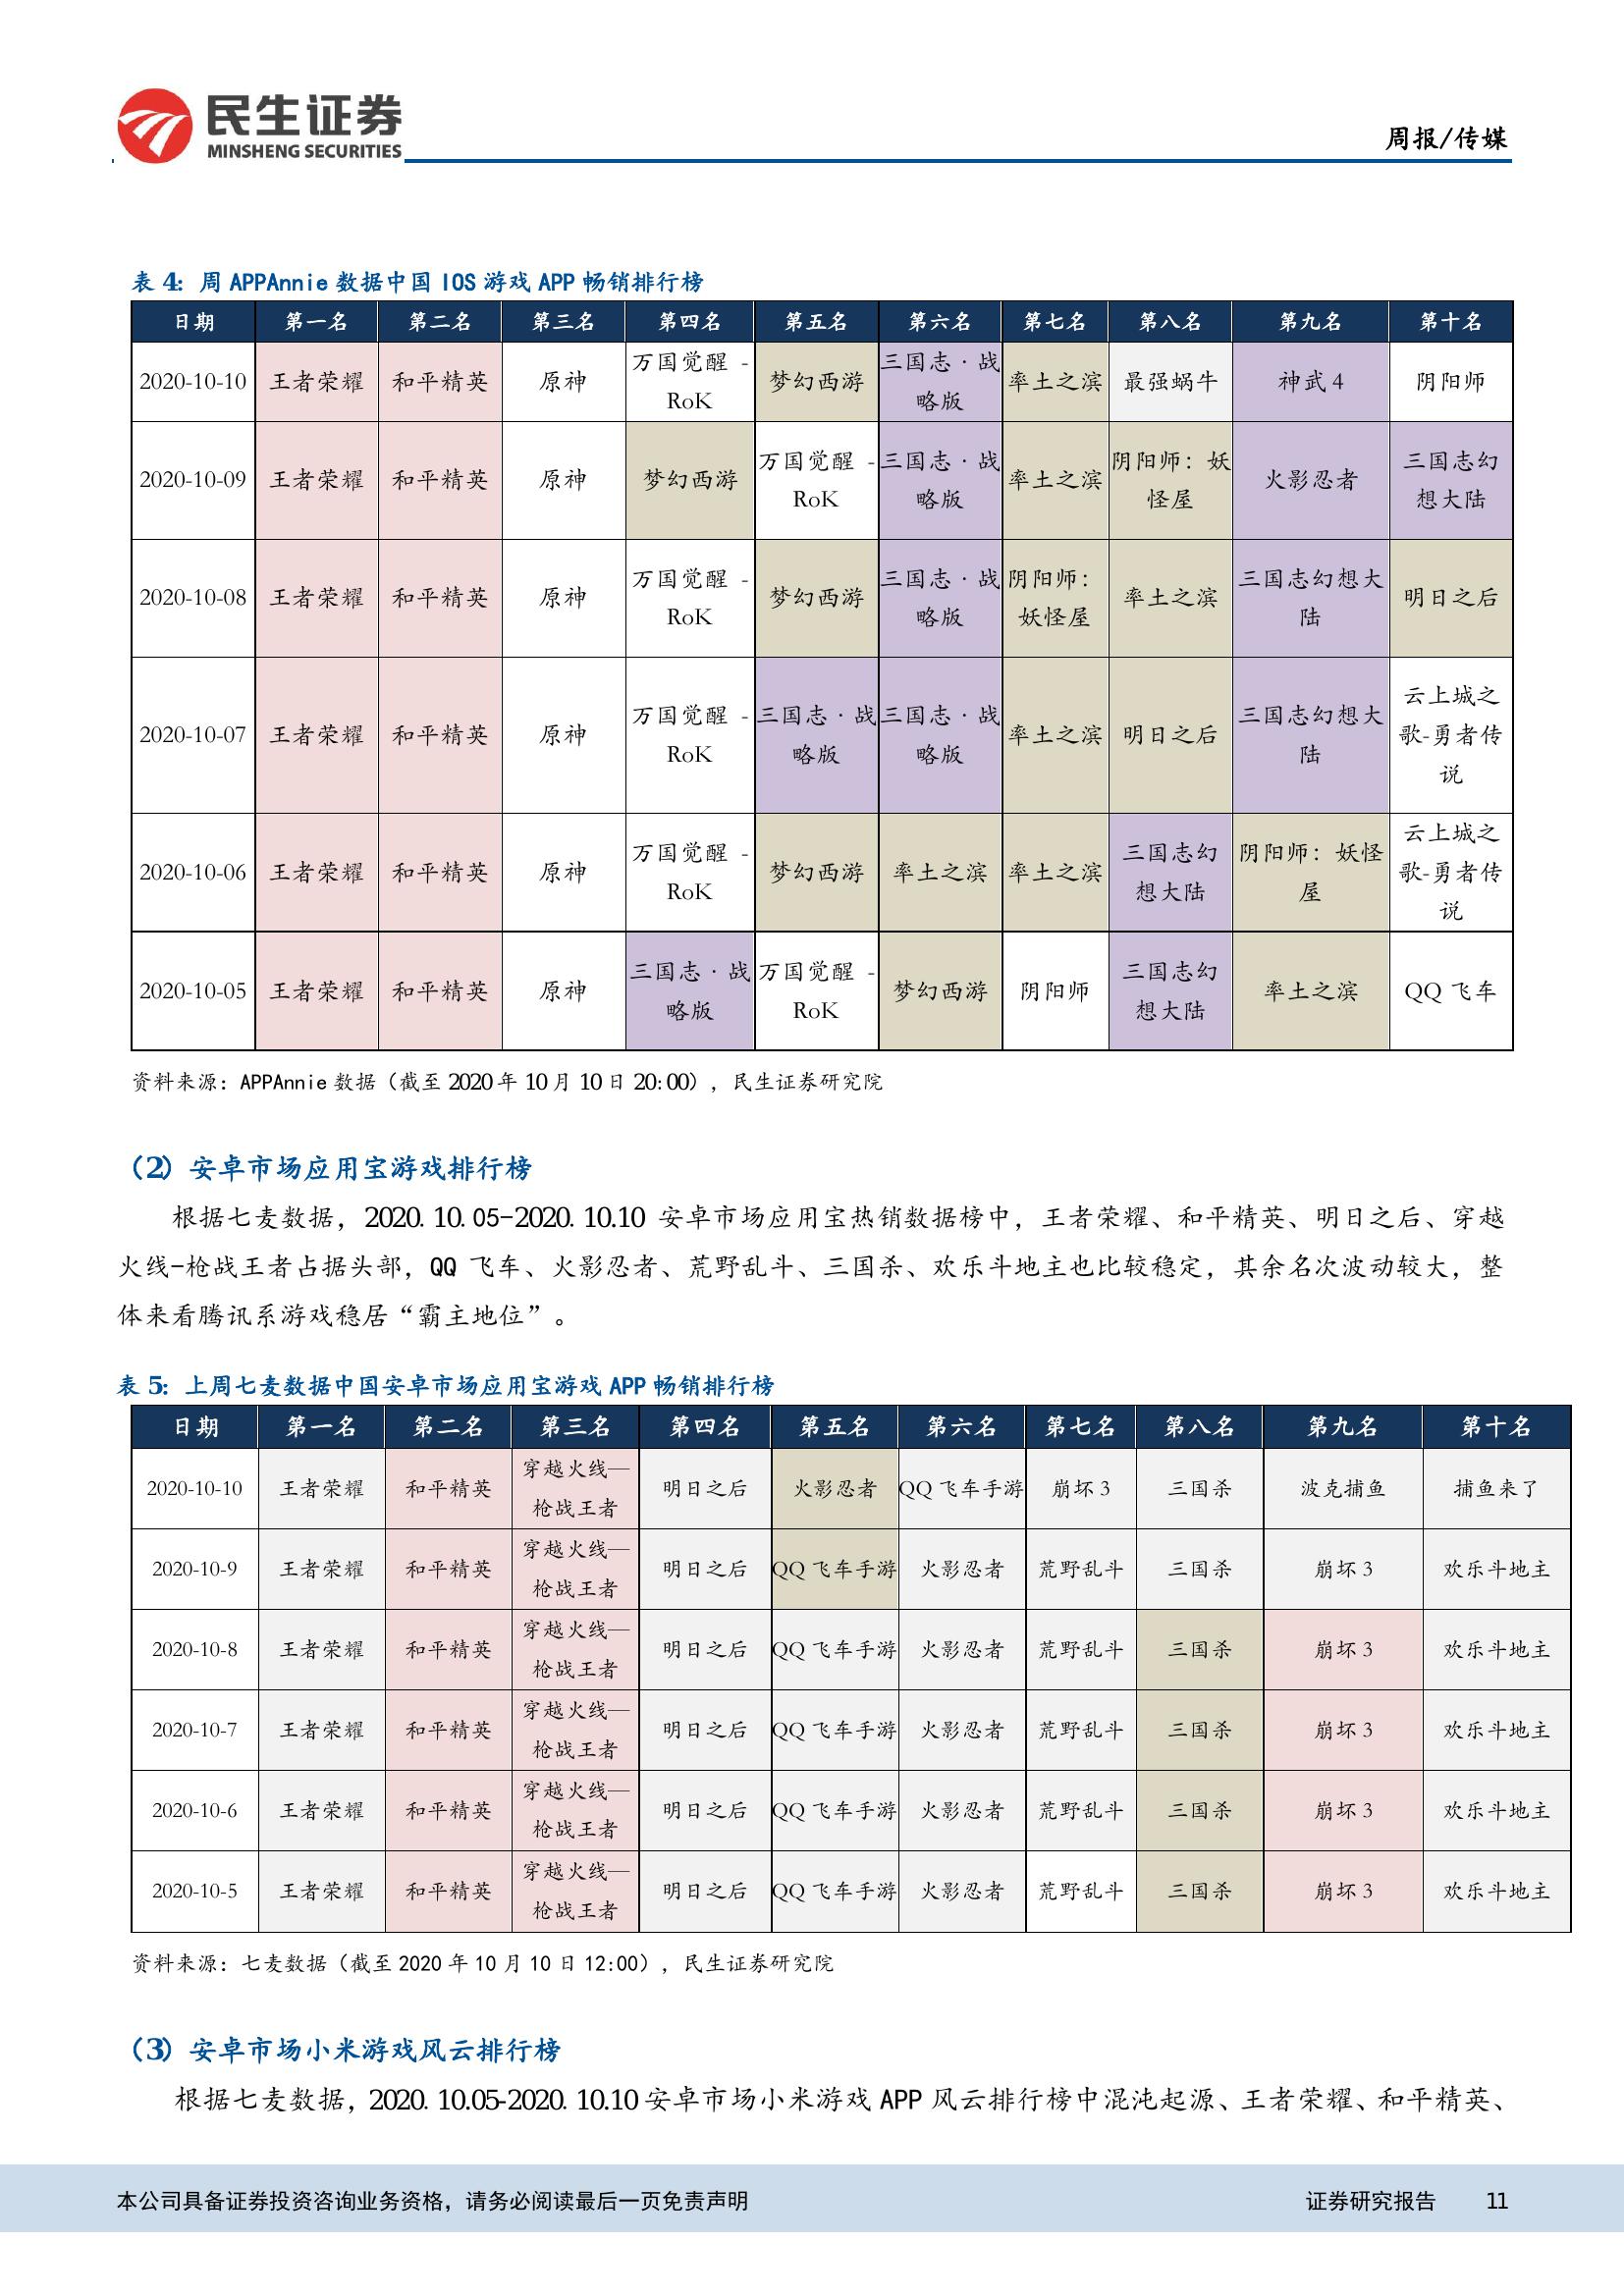 民生证券
MINSHENG SECURITIES
周报/传媒
表 4: 周 APPAnnie 数据中国 IOS 游戏 APP 畅销排行榜
日期 第一名 第二名 第三名 第四名 第五名 第六名 第七名 第八名 第九名 第十名
2020-10-10 王者荣耀 和平精英 原神 万国觉醒 - RoK 梦幻西游 三国志·战略版 率土之滨 最强蜗牛 神武 4 阴阳师
2020-10-09 王者荣耀 和平精英 原神 梦幻西游 万国觉醒 - RoK 三国志·战略版 率土之滨 阴阳师：妖怪屋 火影忍者 三国志幻想大陆
2020-10-08 王者荣耀 和平精英 原神 万国觉醒 - RoK 梦幻西游 三国志·战略版 阴阳师：妖怪屋 率土之滨 三国志幻想大陆 明日之后
2020-10-07 王者荣耀 和平精英 原神 万国觉醒 - RoK 三国志·战略版 三国志·战略版 率土之滨 明日之后 三国志幻想大陆 云上城之歌-勇者传说
2020-10-06 王者荣耀 和平精英 原神 万国觉醒 - RoK 梦幻西游 率土之滨 率土之滨 三国志幻想大陆 阴阳师：妖怪屋 云上城之歌-勇者传说
2020-10-05 王者荣耀 和平精英 原神 三国志·战略版 万国觉醒 - RoK 梦幻西游 阴阳师 三国志幻想大陆 率土之滨 QQ 飞车
资料来源：APPAnnie 数据（截至 2020 年 10 月 10 日 20:00），民生证券研究院
（2）安卓市场应用宝游戏排行榜
根据七麦数据，2020.10.05-2020.10.10 安卓市场应用宝热销数据榜中，王者荣耀、和平精英、明日之后、穿越
火线-枪战王者占据头部，QQ 飞车、火影忍者、荒野乱斗、三国杀、欢乐斗地主也比较稳定，其余名次波动较大，整
体来看腾讯系游戏稳居“霸主地位”。
表 5: 上周七麦数据中国安卓市场应用宝游戏 APP 畅销排行榜
日期 第一名 第二名 第三名 第四名 第五名 第六名 第七名 第八名 第九名 第十名
2020-10-10 王者荣耀 和平精英 穿越火线—枪战王者 明日之后 火影忍者 QQ 飞车手游 崩坏 3 三国杀 波克捕鱼 捕鱼来了
2020-10-9 王者荣耀 和平精英 穿越火线—枪战王者 明日之后 QQ 飞车手游 火影忍者 荒野乱斗 三国杀 崩坏 3 欢乐斗地主
2020-10-8 王者荣耀 和平精英 穿越火线—枪战王者 明日之后 QQ 飞车手游 火影忍者 荒野乱斗 三国杀 崩坏 3 欢乐斗地主
2020-10-7 王者荣耀 和平精英 穿越火线—枪战王者 明日之后 QQ 飞车手游 火影忍者 荒野乱斗 三国杀 崩坏 3 欢乐斗地主
2020-10-6 王者荣耀 和平精英 穿越火线—枪战王者 明日之后 QQ 飞车手游 火影忍者 荒野乱斗 三国杀 崩坏 3 欢乐斗地主
2020-10-5 王者荣耀 和平精英 穿越火线—枪战王者 明日之后 QQ 飞车手游 火影忍者 荒野乱斗 三国杀 崩坏 3 欢乐斗地主
资料来源：七麦数据（截至 2020 年 10 月 10 日 12:00），民生证券研究院
（3）安卓市场小米游戏风云排行榜
根据七麦数据，2020.10.05-2020.10.10 安卓市场小米游戏 APP 风云排行榜中混沌起源、王者荣耀、和平精英、
本公司具备证券投资咨询业务资格，请务必阅读最后一页免责声明 证券研究报告 11